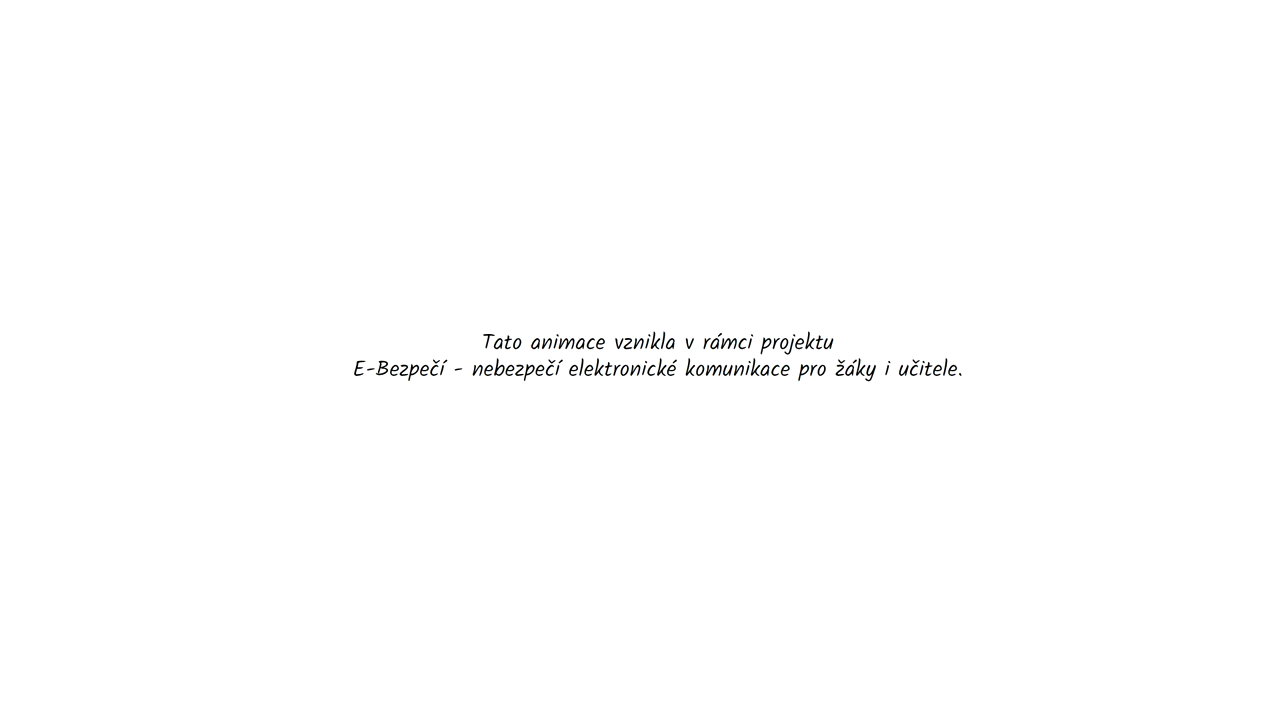 Tato animace vznikla v rámci projektu
E-Bezpečí - nebezpečí elektronické komunikace pro žáky i učitele.